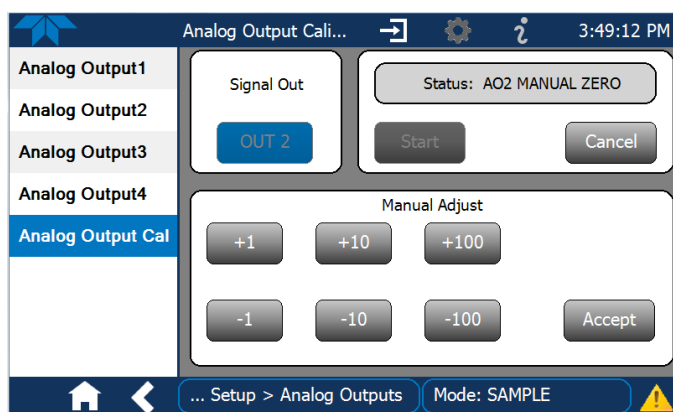 Analog Output Cali...
3:49:12 PM
Analog Output1
Analog Output2
Analog Output3
Analog Output4
Analog Output Cal
Signal Out
OUT 2
Status: AO2 MANUAL ZERO
Start
Cancel
Manual Adjust
+1
+10
+100
-1
-10
-100
Accept
... Setup > Analog Outputs
Mode: SAMPLE